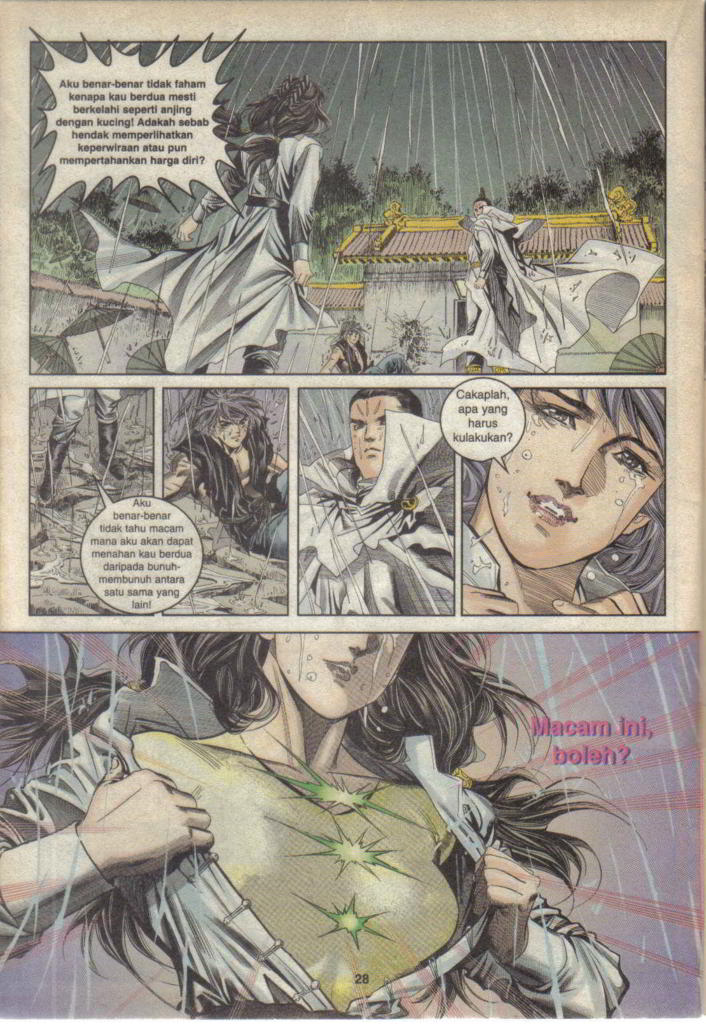 Aku benar-benar tidak faham
kenapa kau berdua mesti
berkelahi seperti anjing
dengan kucing! Adakah sebab
hendak memperlihatkan
keperwiraan atau pun
mempertahankan harga diri?
Aku
benar-benar
tidak tahu macam
mana aku akan dapat
menahan kau berdua
daripada bunuh-
membunuh antara
satu sama yang
lain!
Cakaplah,
apa yang
harus
kulakukan?
Macam ini,
boleh?
28